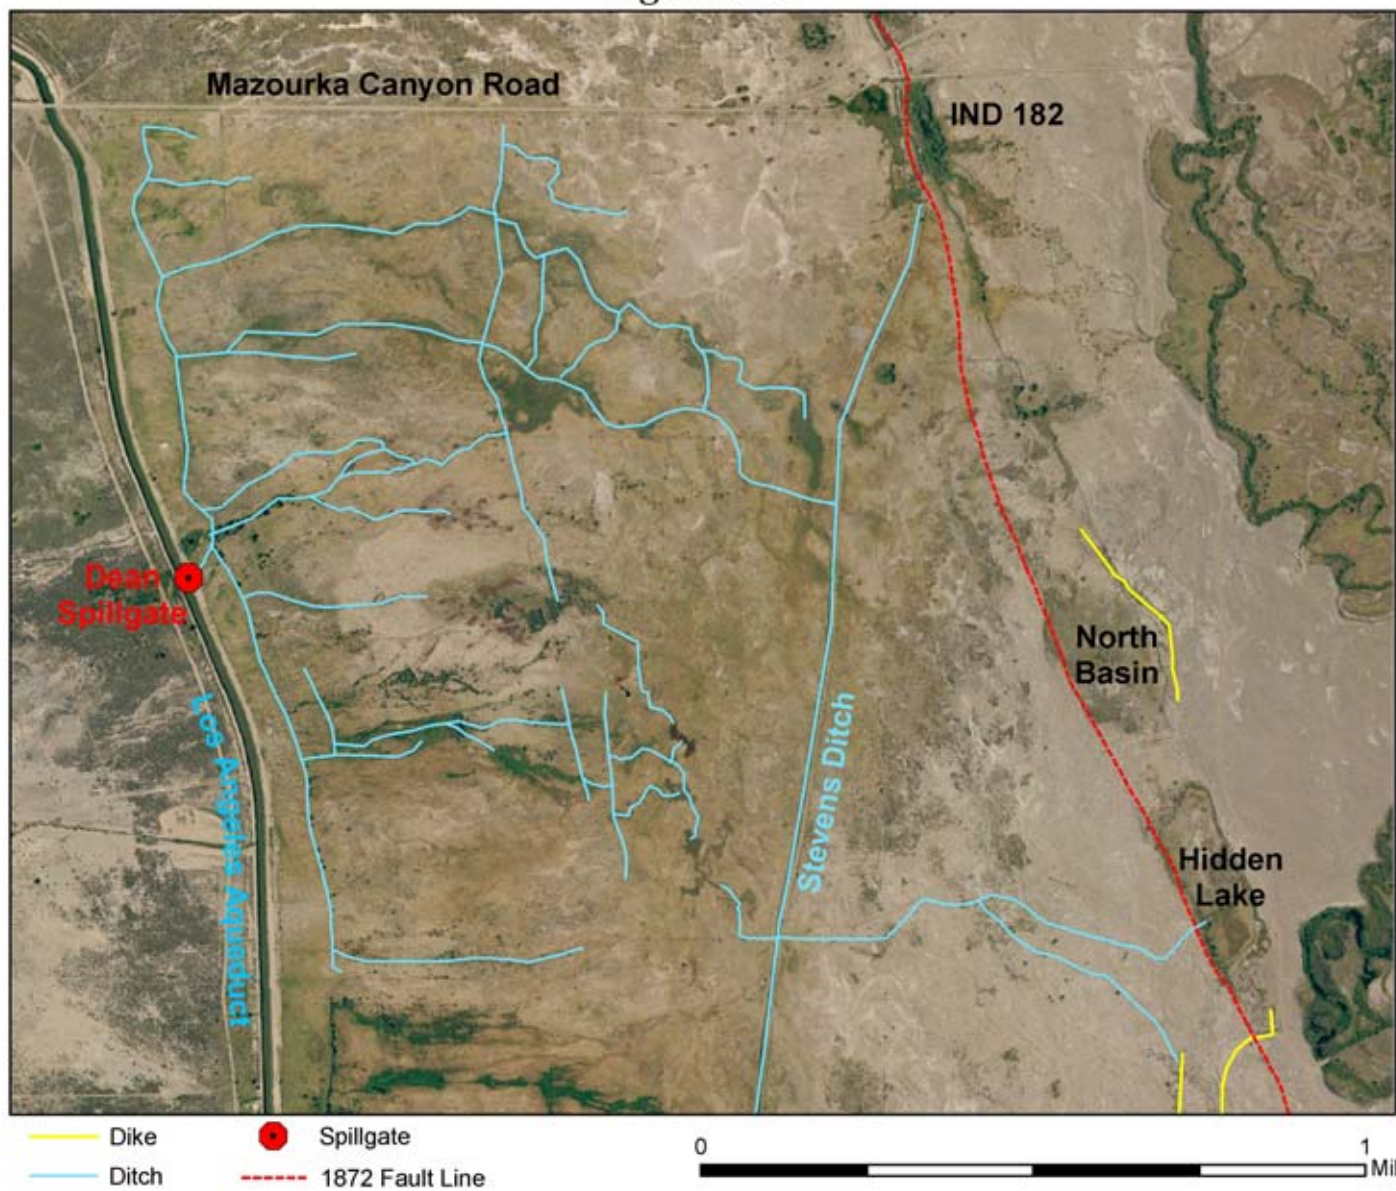 Mazourka Canyon Road
IND 182
Dean
Spillgate
North
Basin
Los Angeles Aqueduct
Stevens Ditch
Hidden
Lake
Dike
Spillgate
0
1
Mil
Ditch
1872 Fault Line